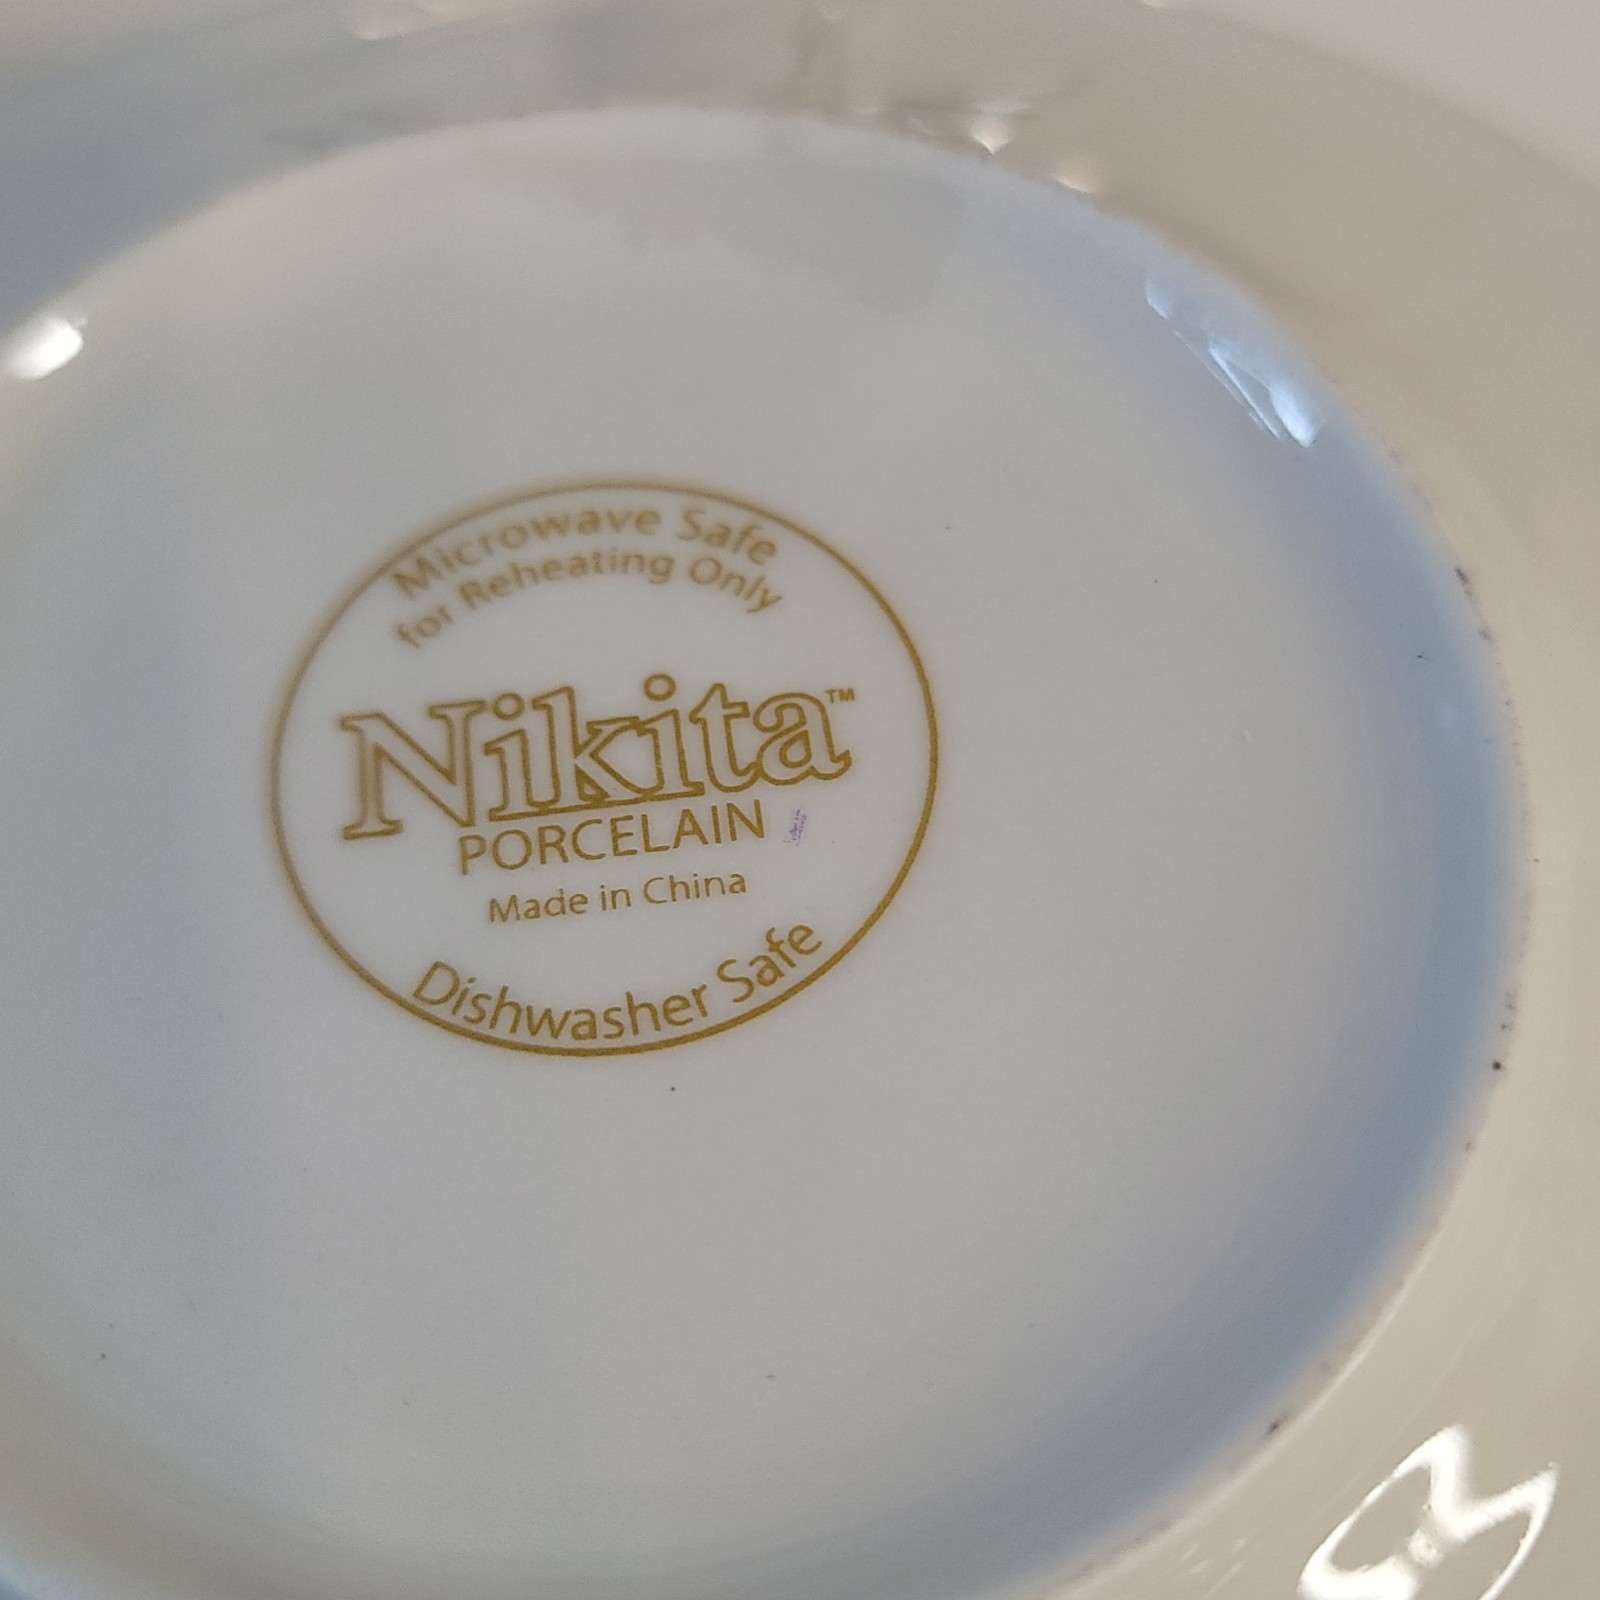 Microwave Safe
for Reheating Only
Nikita™
PORCELAIN
Made in China
Dishwasher Safe